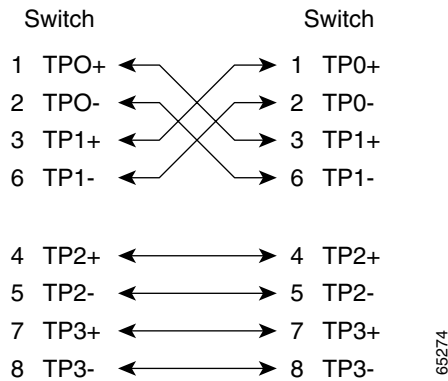 Switch Switch
1 TPO+ 1 TP0+
2 TPO- 2 TP0-
3 TP1+ 3 TP1+
6 TP1- 6 TP1-
4 TP2+ 4 TP2+
5 TP2- 5 TP2-
7 TP3+ 7 TP3+
8 TP3- 8 TP3-
65274